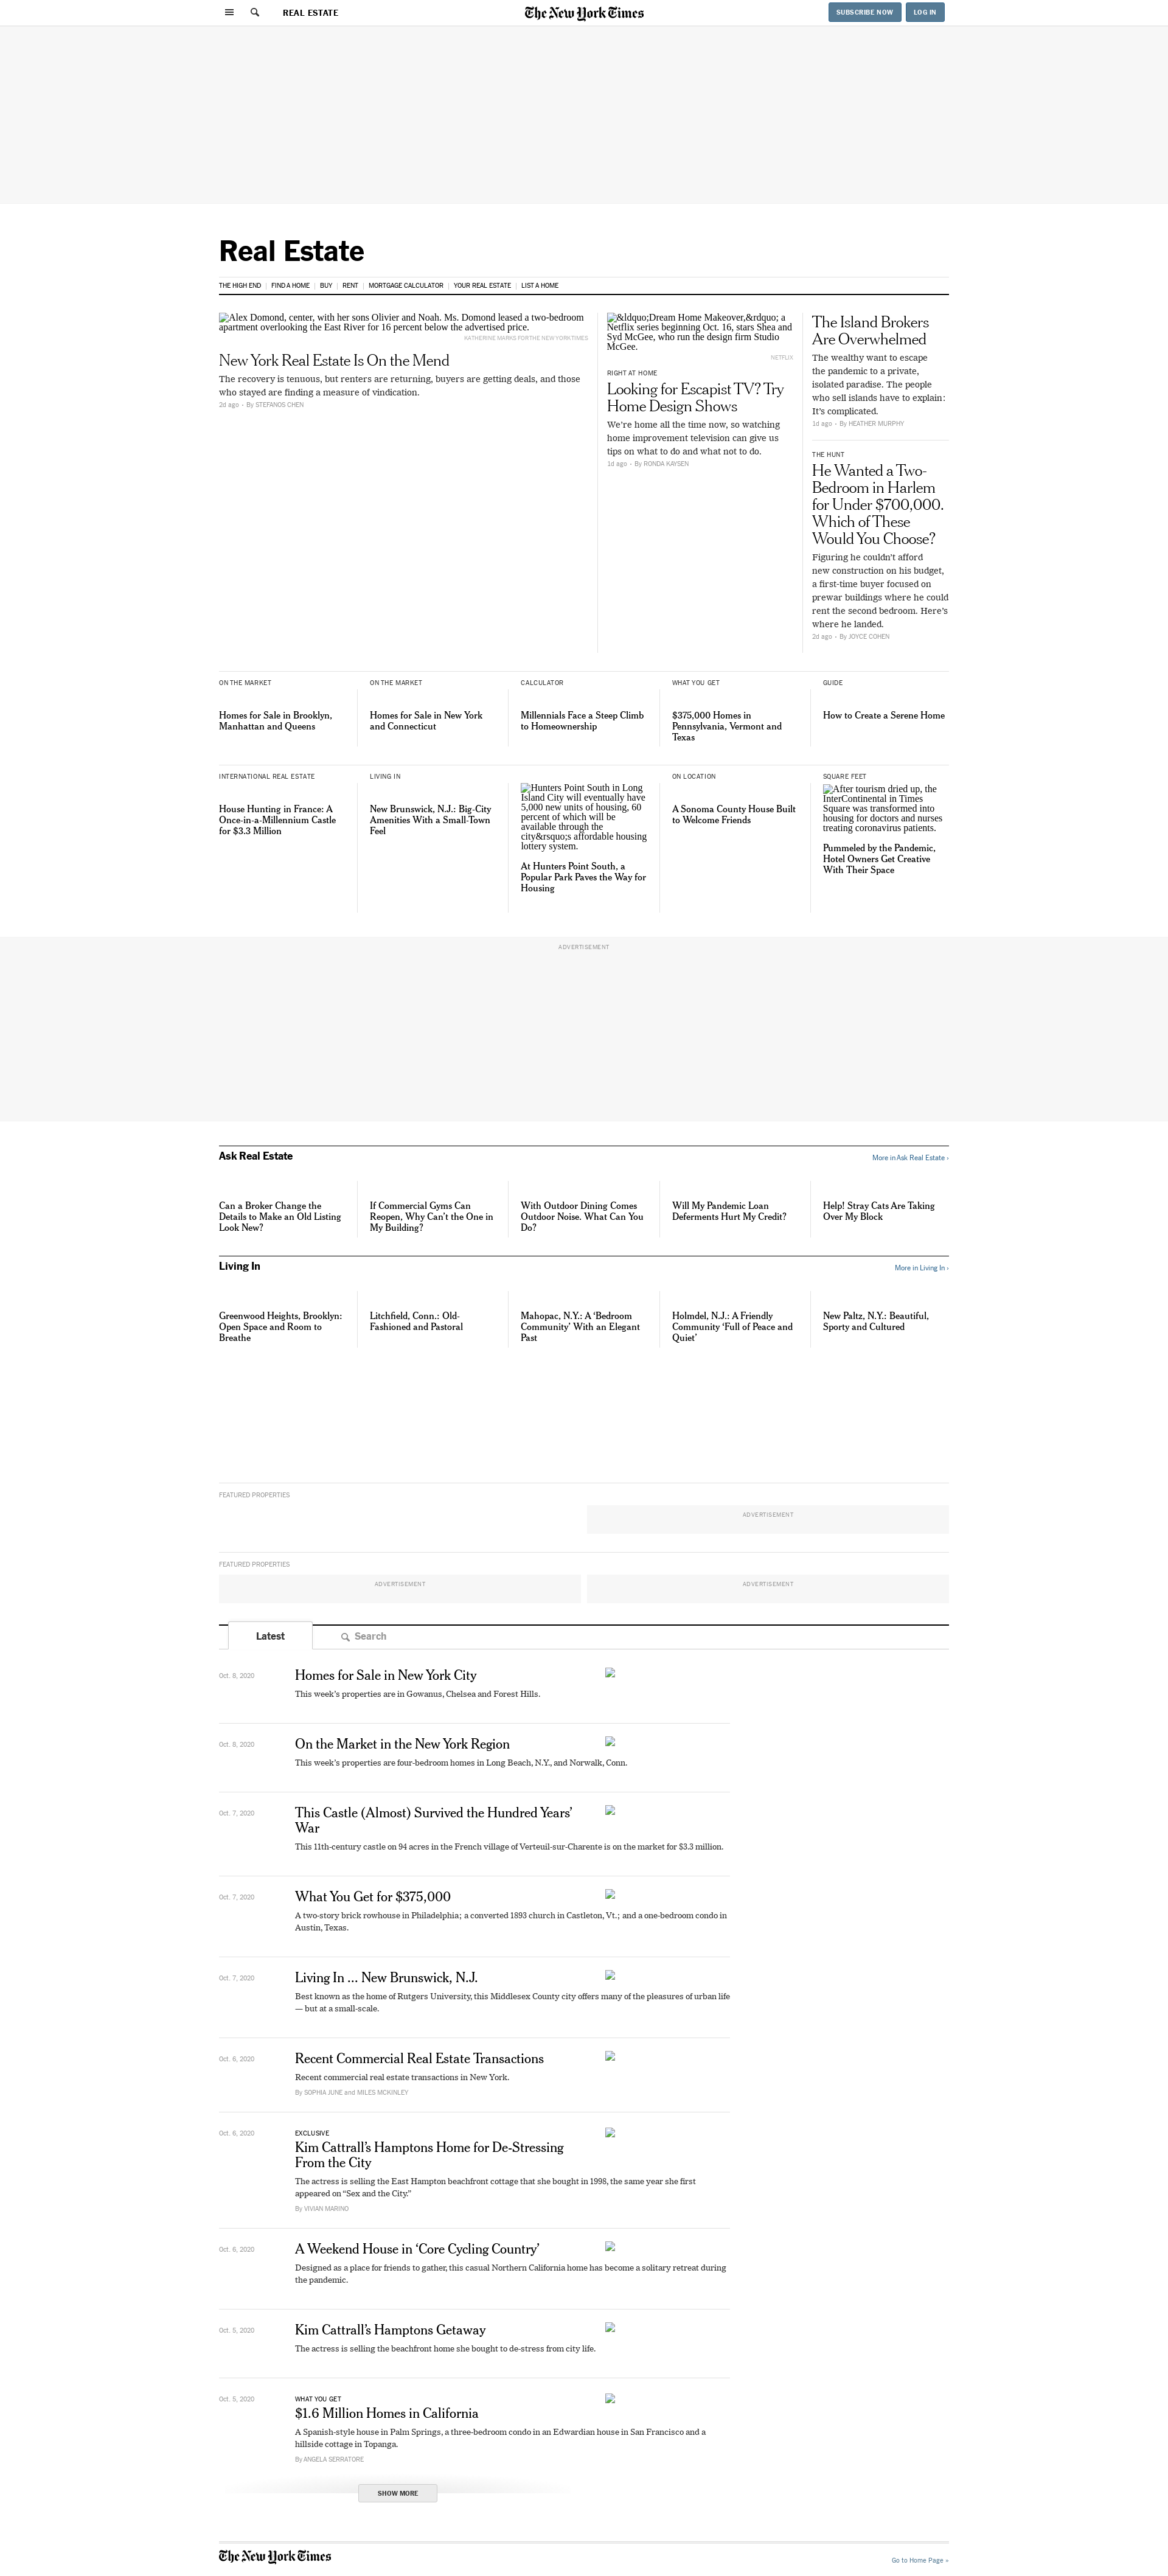 REAL ESTATE
The New York Times
SUBSCRIBE NOW
LOG IN
Real Estate
THE HIGH END
FIND A HOME
BUY
RENT
MORTGAGE CALCULATOR
YOUR REAL ESTATE
LIST A HOME
Alex Domond, center, with her sons Olivier and Noah. Ms. Domond leased a two-bedroom
apartment overlooking the East River for 16 percent below the advertised price.
KATHERINE MARKS FOR THE NEW YORK TIMES
New York Real Estate Is On the Mend
The recovery is tenuous, but renters are returning, buyers are getting deals, and those
who stayed are finding a measure of vindication.
2d ago - By STEFANOS CHEN
&ldquo;Dream Home Makeover,&rdquo; a
Netflix series beginning Oct. 16, stars Shea and
Syd McGee, who run the design firm Studio
McGee.
NETFLIX
RIGHT AT HOME
Looking for Escapist TV? Try
Home Design Shows
We're home all the time now, so watching
home improvement television can give us
tips on what to do and what not to do.
1d ago - By RONDA KAYSEN
The Island Brokers
Are Overwhelmed
The wealthy want to escape
the pandemic to a private,
isolated paradise. The people
who sell islands have to explain:
It's complicated.
1d ago - By HEATHER MURPHY
THE HUNT
He Wanted a Two-
Bedroom in Harlem
for Under $700,000.
Which of These
Would You Choose?
Figuring he couldn't afford
new construction on his budget,
a first-time buyer focused on
prewar buildings where he could
rent the second bedroom. Here's
where he landed.
2d ago - By JOYCE COHEN
ON THE MARKET
Homes for Sale in Brooklyn,
Manhattan and Queens
ON THE MARKET
Homes for Sale in New York
and Connecticut
CALCULATOR
Millennials Face a Steep Climb
to Homeownership
WHAT YOU GET
$375,000 Homes in
Pennsylvania, Vermont and
Texas
GUIDE
How to Create a Serene Home
INTERNATIONAL REAL ESTATE
House Hunting in France: A
Once-in-a-Millennium Castle
for $3.3 Million
LIVING IN
New Brunswick, N.J.: Big-City
Amenities With a Small-Town
Feel
Hunters Point South in Long
Island City will eventually have
5,000 new units of housing, 60
percent of which will be
available through the
city&rsquo;s affordable housing
lottery system.
At Hunters Point South, a
Popular Park Paves the Way for
Housing
ON LOCATION
A Sonoma County House Built
to Welcome Friends
SQUARE FEET
After tourism dried up, the
InterContinental in Times
Square was transformed into
housing for doctors and nurses
treating coronavirus patients.
Pummeled by the Pandemic,
Hotel Owners Get Creative
With Their Space
ADVERTISEMENT
Ask Real Estate
More in Ask Real Estate ›
Can a Broker Change the
Details to Make an Old Listing
Look New?
If Commercial Gyms Can
Reopen, Why Can't the One in
My Building?
With Outdoor Dining Comes
Outdoor Noise. What Can You
Do?
Will My Pandemic Loan
Deferments Hurt My Credit?
Help! Stray Cats Are Taking
Over My Block
Living In
More in Living In ›
Greenwood Heights, Brooklyn:
Open Space and Room to
Breathe
Litchfield, Conn.: Old-
Fashioned and Pastoral
Mahopac, N.Y.: A ‘Bedroom
Community’ With an Elegant
Past
Holmdel, N.J.: A Friendly
Community ‘Full of Peace and
Quiet’
New Paltz, N.Y.: Beautiful,
Sporty and Cultured
FEATURED PROPERTIES
ADVERTISEMENT
FEATURED PROPERTIES
ADVERTISEMENT
ADVERTISEMENT
Latest
Search
Oct. 8, 2020
Homes for Sale in New York City
This week's properties are in Gowanus, Chelsea and Forest Hills.
Oct. 8, 2020
On the Market in the New York Region
This week's properties are four-bedroom homes in Long Beach, N.Y., and Norwalk, Conn.
Oct. 7, 2020
This Castle (Almost) Survived the Hundred Years’
War
This 11th-century castle on 94 acres in the French village of Verteuil-sur-Charente is on the market for $3.3 million.
Oct. 7, 2020
What You Get for $375,000
A two-story brick rowhouse in Philadelphia; a converted 1893 church in Castleton, Vt.; and a one-bedroom condo in
Austin, Texas.
Oct. 7, 2020
Living In ... New Brunswick, N.J.
Best known as the home of Rutgers University, this Middlesex County city offers many of the pleasures of urban life
— but at a small-scale.
Oct. 6, 2020
Recent Commercial Real Estate Transactions
Recent commercial real estate transactions in New York.
By SOPHIA JUNE and MILES MCKINLEY
Oct. 6, 2020
EXCLUSIVE
Kim Cattrall’s Hamptons Home for De-Stressing
From the City
The actress is selling the East Hampton beachfront cottage that she bought in 1998, the same year she first
appeared on “Sex and the City.”
By VIVIAN MARINO
Oct. 6, 2020
A Weekend House in ‘Core Cycling Country’
Designed as a place for friends to gather, this casual Northern California home has become a solitary retreat during
the pandemic.
Oct. 5, 2020
Kim Cattrall’s Hamptons Getaway
The actress is selling the beachfront home she bought to de-stress from city life.
Oct. 5, 2020
WHAT YOU GET
$1.6 Million Homes in California
A Spanish-style house in Palm Springs, a three-bedroom condo in an Edwardian house in San Francisco and a
hillside cottage in Topanga.
By ANGELA SERRATORE
SHOW MORE
The New York Times
Go to Home Page »